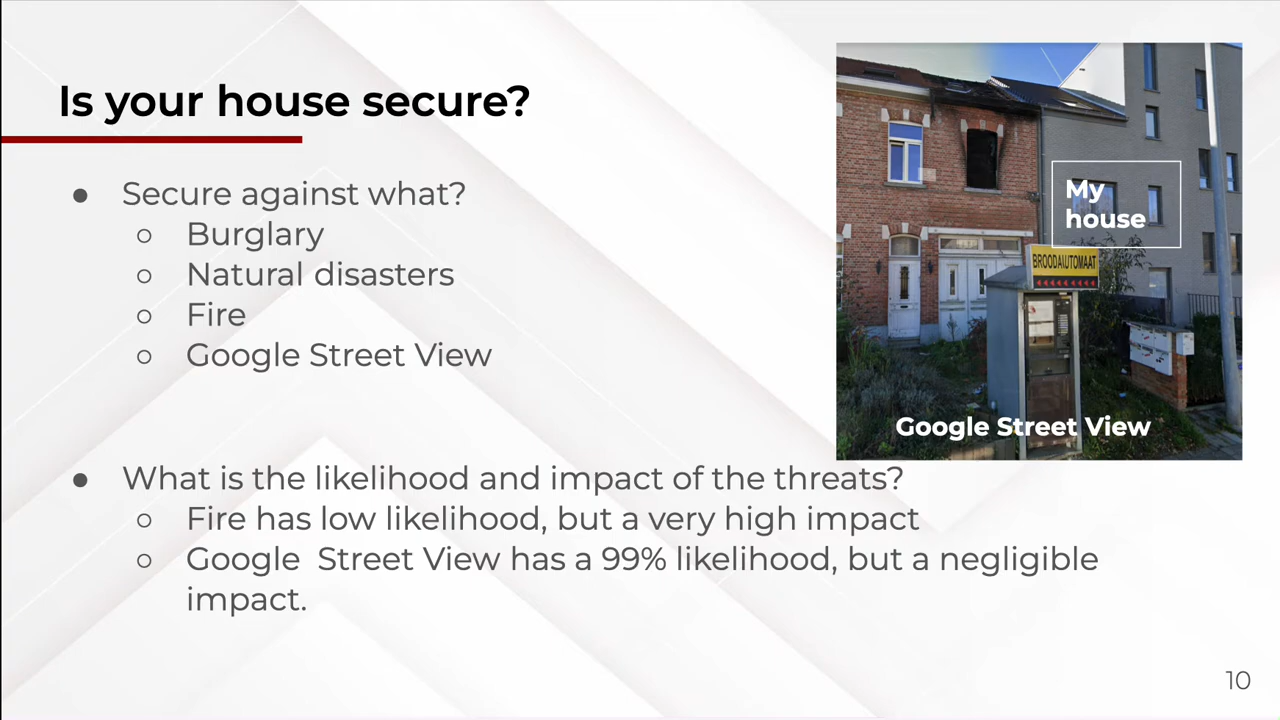 Is your house secure?
● Secure against what?
○ Burglary
○ Natural disasters
○ Fire
○ Google Street View
My
house
BROODAUTOMAAT
Google Street View
● What is the likelihood and impact of the threats?
○ Fire has low likelihood, but a very high impact
○ Google  Street View has a 99% likelihood, but a negligible
impact.
10